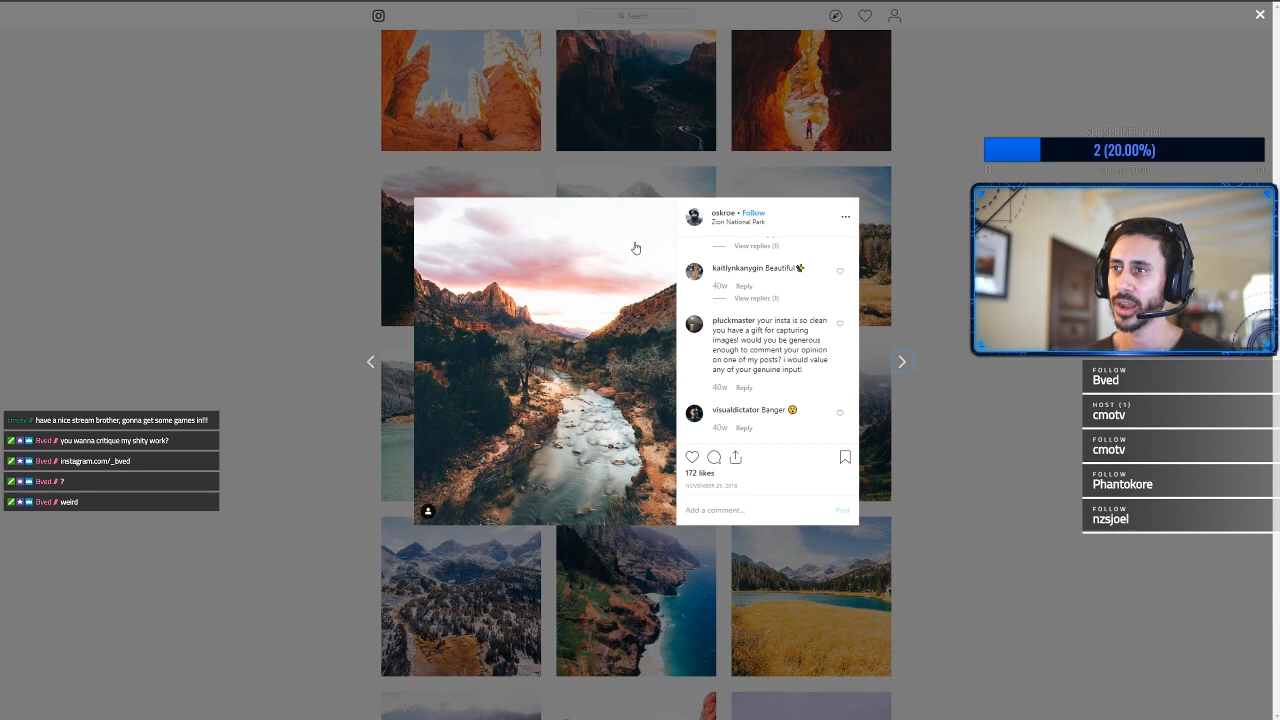 Search
SUBSCRIBER GOAL
2 (20.00%)
oskroe • Follow
Zion National Park
View replies (1)
kaitlynkanygin Beautiful
40w Reply
View replies (1)
pluckmaster your insta is so clean
you have a gift for capturing
images! would you be generous
enough to comment your opinion
on one of my posts? i would value
any of your genuine input!
40w Reply
visualdictator Banger 😮
40w Reply
172 likes
NOVEMBER 25, 2018
Add a comment... Post
cmotv // have a nice stream brother, gonna get some games in!!!
Bved // you wanna critique my shity work?
Bved // instagram.com/_bved
Bved // ?
Bved // weird
FOLLOW
Bved
HOST (1)
cmotv
FOLLOW
cmotv
FOLLOW
Phantokore
FOLLOW
nzsjoel